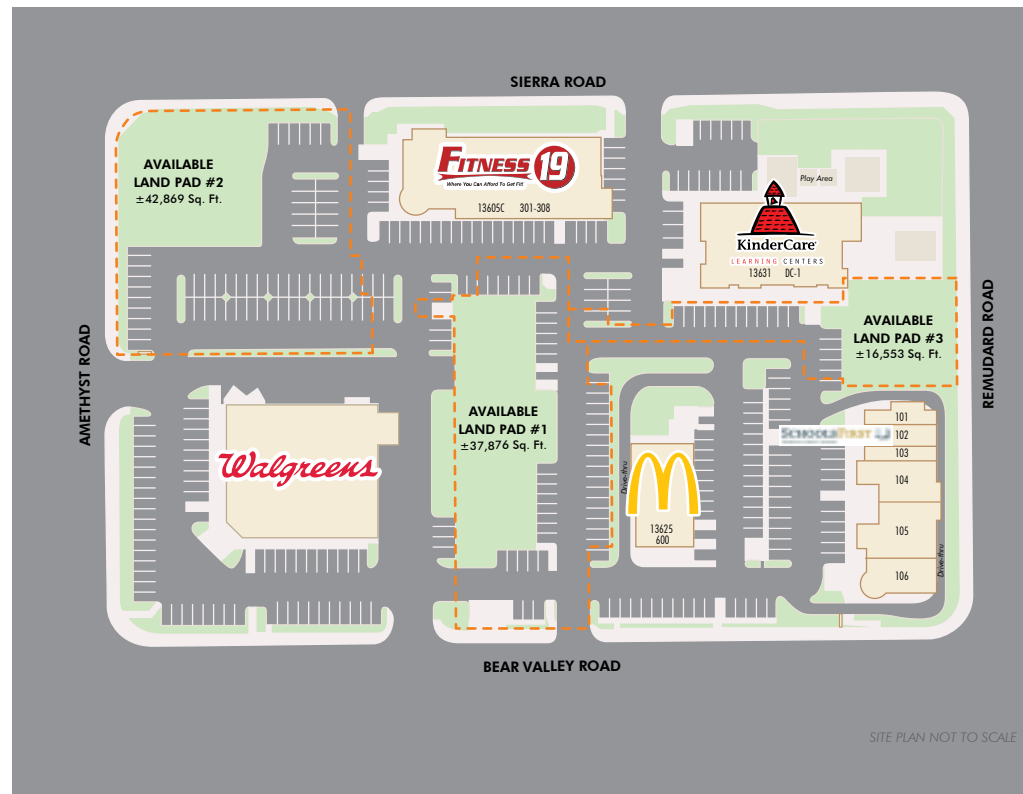 SIERRA ROAD
AVAILABLE
LAND PAD #2
±42,869 Sq. Ft.
FITNESS 19
Where You Can Afford To Get Fit!
13605C 301-308
Play Area
KinderCare
LEARNING CENTERS
13631 DC-1
AMETHYST ROAD
REMUDARD ROAD
AVAILABLE
LAND PAD #3
±16,553 Sq. Ft.
AVAILABLE
LAND PAD #1
±37,876 Sq. Ft.
Walgreens
Drive-thru
13625
600
SCHOOLSFIRST
101
102
103
104
105
106
Drive-thru
BEAR VALLEY ROAD
SITE PLAN NOT TO SCALE